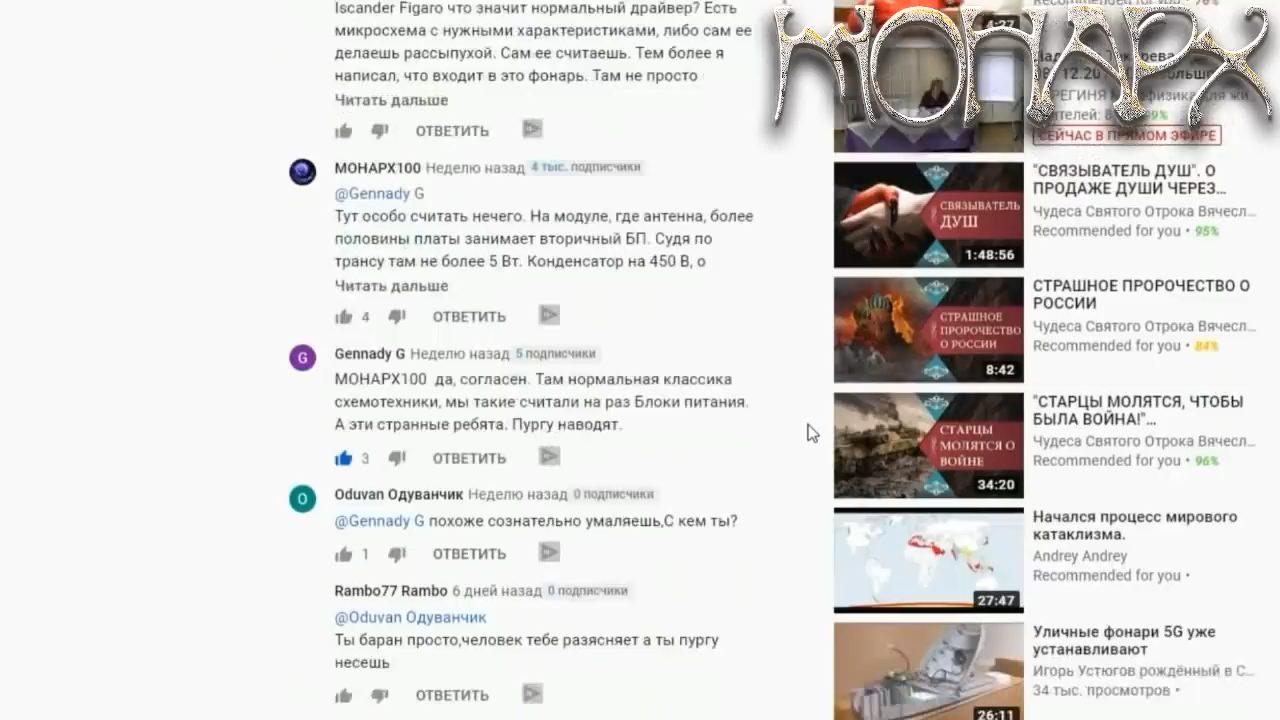 Iscander Figaro что значит нормальный драйвер? Есть
микросхема с нужными характеристиками, либо сам ее
делаешь рассыпухой. Сам ее считаешь. Тем более я
написал, что входит в это фонарь. Там не просто
Читать дальше
ОТВЕТИТЬ
МОНАРХ100 Неделю назад 4 тыс. подписчики
@Gennady G
Тут особо считать нечего. На модуле, где антенна, более
половины платы занимает вторичный БП. Судя по
трансу там не более 5 Вт. Конденсатор на 450 В, о
Читать дальше
4 ОТВЕТИТЬ
G
Gennady G Неделю назад 5 подписчики
МОНАРХ100 да, согласен. Там нормальная классика
схемотехники, мы такие считали на раз Блоки питания.
А эти странные ребята. Пургу наводят.
3 ОТВЕТИТЬ
O
Oduvan Одуванчик Неделю назад 0 подписчики
@Gennady G похоже сознательно умаляешь,С кем ты?
1 ОТВЕТИТЬ
Rambo77 Rambo 6 дней назад 0 подписчики
@Oduvan Одуванчик
Ты баран просто,человек тебе разясняет а ты пургу
несешь
ОТВЕТИТЬ
МОНАРХ
4:27
СЕЙЧАС В ПРЯМОМ ЭФИРЕ
СВЯЗЫВАТЕЛЬ
ДУШ
1:48:56
"СВЯЗЫВАТЕЛЬ ДУШ". О
ПРОДАЖЕ ДУШИ ЧЕРЕЗ...
Чудеса Святого Отрока Вячесл...
Recommended for you • 95%
СТРАШНОЕ
ПРОРОЧЕСТВО
О РОССИИ
8:42
СТРАШНОЕ ПРОРОЧЕСТВО О
РОССИИ
Чудеса Святого Отрока Вячесл...
Recommended for you • 84%
СТАРЦЫ
МОЛЯТСЯ О
ВОЙНЕ
34:20
"СТАРЦЫ МОЛЯТСЯ, ЧТОБЫ
БЫЛА ВОЙНА!"...
Чудеса Святого Отрока Вячесл...
Recommended for you • 96%
27:47
Начался процесс мирового
катаклизма.
Andrey Andrey
Recommended for you •
26:11
Уличные фонари 5G уже
устанавливают
Игорь Устюгов рождённый в С...
34 тыс. просмотров •